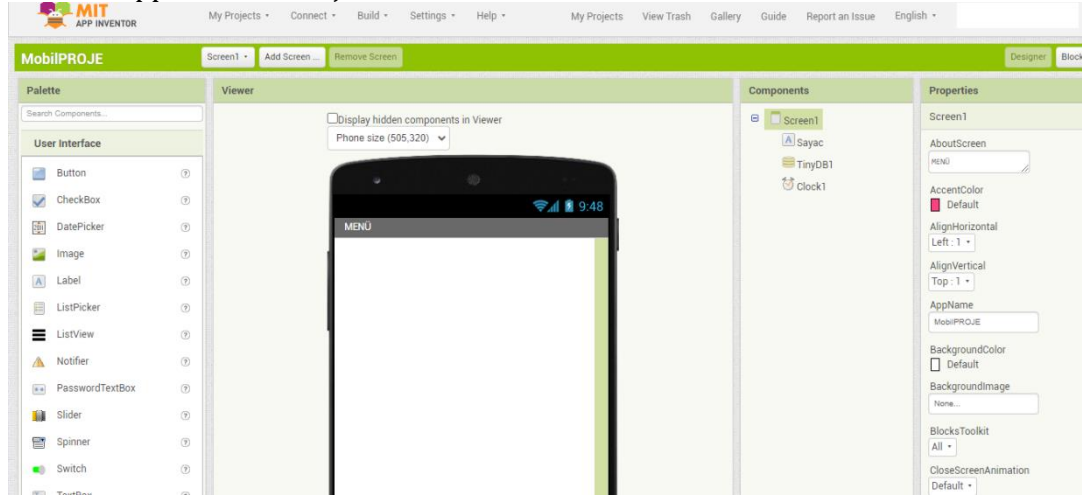 MIT
APP INVENTOR
My Projects
Connect
Build
Settings
Help
My Projects
View Trash
Gallery
Guide
Report an Issue
English
MobilPROJE
Screen1
Add Screen ...
Remove Screen
Designer
Block
Palette
Search Components...
User Interface
Button
CheckBox
DatePicker
Image
Label
ListPicker
ListView
Notifier
PasswordTextBox
Slider
Spinner
Switch
TextBox
Viewer
Display hidden components in Viewer
Phone size (505,320)
9:48
MENÜ
Components
Screen1
Sayac
TinyDB1
Clock1
Properties
Screen1
AboutScreen
MENÜ
AccentColor
Default
AlignHorizontal
Left : 1
AlignVertical
Top : 1
AppName
MobilPROJE
BackgroundColor
Default
BackgroundImage
None...
BlocksToolkit
All
CloseScreenAnimation
Default